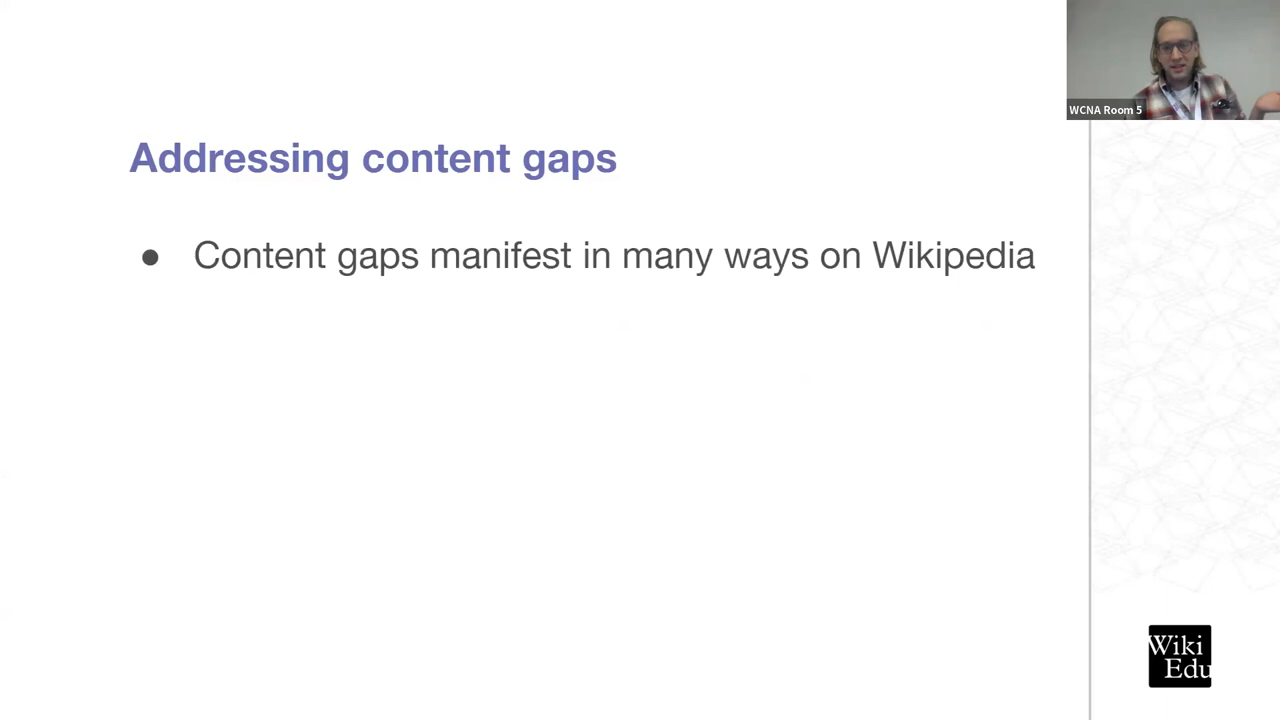 WCNA Room 5
Addressing content gaps
● Content gaps manifest in many ways on Wikipedia
Wiki
Edu